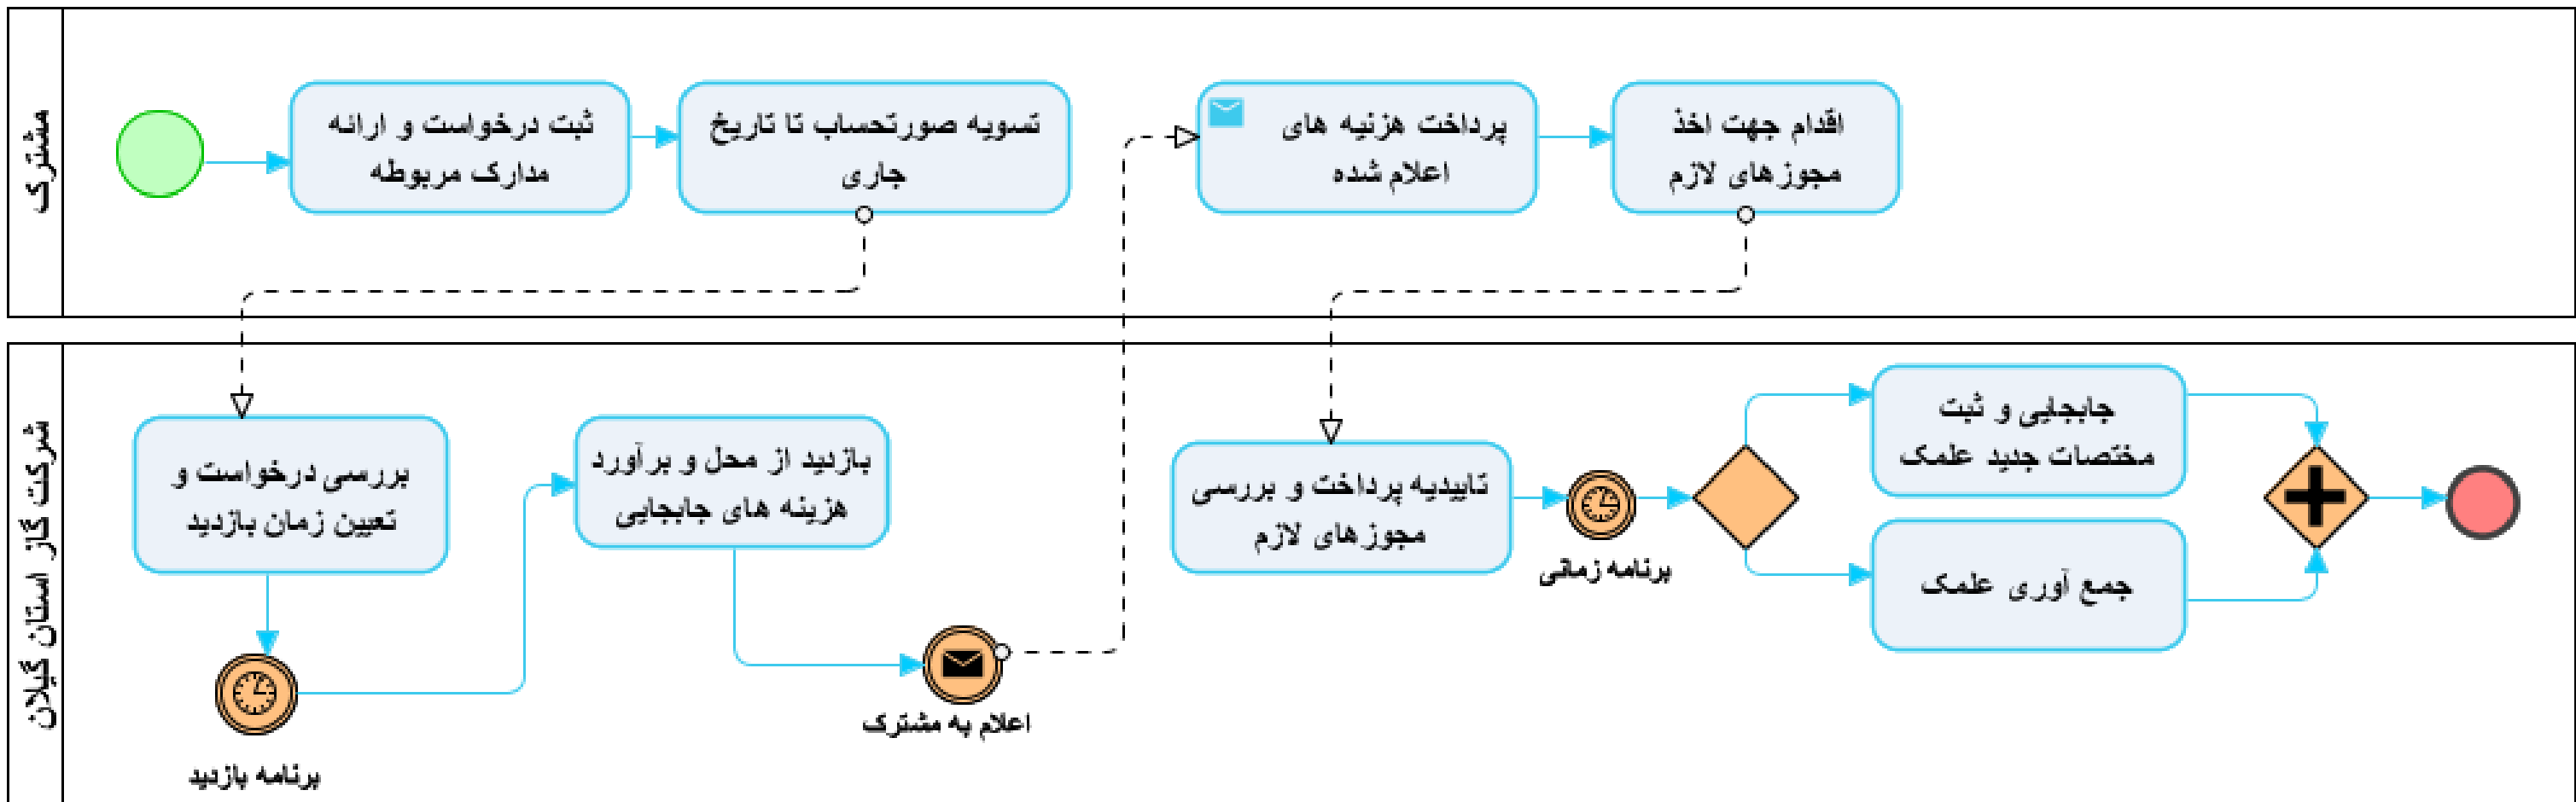 مشترک
ثبت درخواست و ارائه
مدارک مربوطه
تسویه صورتحساب تا تاریخ
جاری
پرداخت هزنیه های
اعلام شده
اقدام جهت اخذ
مجوزهای لازم
شرکت گاز استان گیلان
بررسی درخواست و
تعیین زمان بازدید
برنامه بازدید
بازدید از محل و برآورد
هزینه های جابجایی
اعلام به مشترک
تاییدیه پرداخت و بررسی
مجوزهای لازم
برنامه زمانی
جابجایی و ثبت
مختصات جدید علمک
جمع آوری علمک